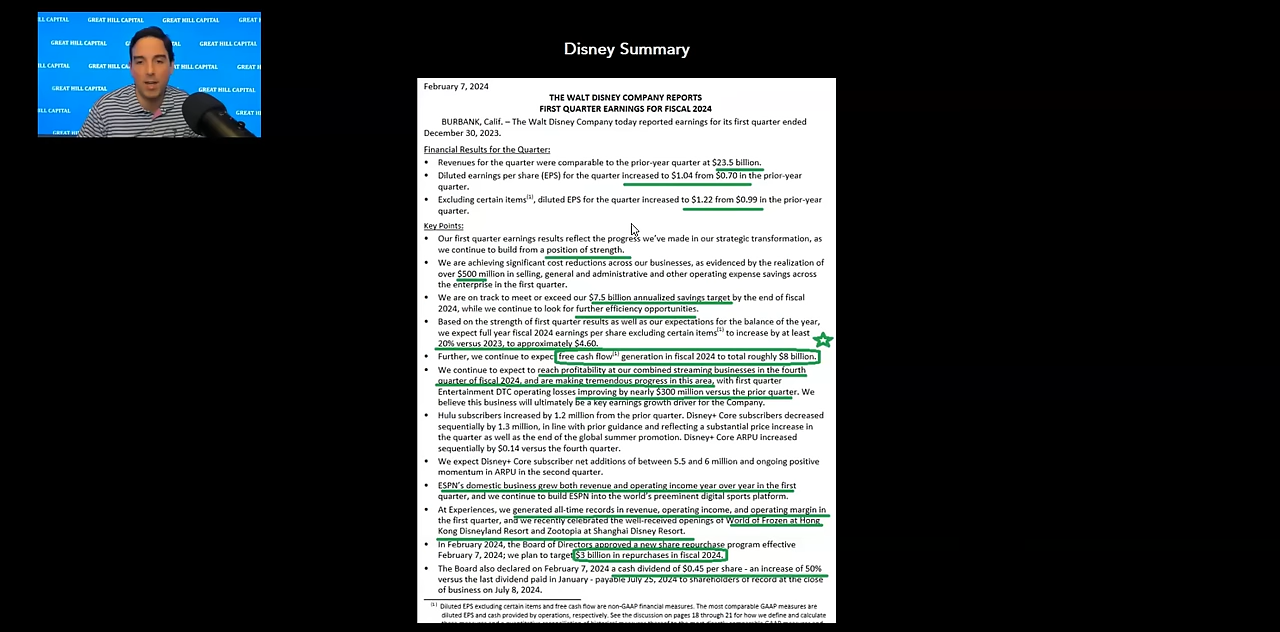 GREAT HILL CAPITAL GREAT HILL CAPITAL GREAT HILL
GREAT HILL CAPITAL
GREAT HILL CAPITAL
Disney Summary
February 7, 2024
THE WALT DISNEY COMPANY REPORTS
FIRST QUARTER EARNINGS FOR FISCAL 2024
BURBANK, Calif. – The Walt Disney Company today reported earnings for its first quarter ended
December 30, 2023.
Financial Results for the Quarter:
• Revenues for the quarter were comparable to the prior-year quarter at $23.5 billion.
• Diluted earnings per share (EPS) for the quarter increased to $1.04 from $0.70 in the prior-year
quarter.
• Excluding certain items(1), diluted EPS for the quarter increased to $1.22 from $0.99 in the prior-year
quarter.
Key Points:
• Our first quarter earnings results reflect the progress we've made in our strategic transformation, as
we continue to build from a position of strength.
• We are achieving significant cost reductions across our businesses, as evidenced by the realization of
over $500 million in selling, general and administrative and other operating expense savings across
the enterprise in the first quarter.
• We are on track to meet or exceed our $7.5 billion annualized savings target by the end of fiscal
2024, while we continue to look for further efficiency opportunities.
• Based on the strength of first quarter results as well as our expectations for the balance of the year,
we expect full year fiscal 2024 earnings per share excluding certain items(1) to increase by at least
20% versus 2023, to approximately $4.60.
• Further, we continue to expect free cash flow(1) generation in fiscal 2024 to total roughly $8 billion.
• We continue to expect to reach profitability at our combined streaming businesses in the fourth
quarter of fiscal 2024, and are making tremendous progress in this area, with first quarter
Entertainment DTC operating losses improving by nearly $300 million versus the prior quarter. We
believe this business will ultimately be a key earnings growth driver for the Company.
• Hulu subscribers increased by 1.2 million from the prior quarter. Disney+ Core subscribers decreased
sequentially by 1.3 million, in line with prior guidance and reflecting a substantial price increase in
the quarter as well as the end of the global summer promotion. Disney+ Core ARPU increased
sequentially by $0.14 versus the fourth quarter.
• We expect Disney+ Core subscriber net additions of between 5.5 and 6 million and ongoing positive
momentum in ARPU in the second quarter.
• ESPN's domestic business grew both revenue and operating income year over year in the first
quarter, and we continue to build ESPN into the world's preeminent digital sports platform.
• At Experiences, we generated all-time records in revenue, operating income, and operating margin in
the first quarter, and we recently celebrated the well-received openings of World of Frozen at Hong
Kong Disneyland Resort and Zootopia at Shanghai Disney Resort.
• In February 2024, the Board of Directors approved a new share repurchase program effective
February 7, 2024; we plan to target $3 billion in repurchases in fiscal 2024.
• The Board also declared on February 7, 2024 a cash dividend of $0.45 per share - an increase of 50%
versus the last dividend paid in January - payable July 25, 2024 to shareholders of record at the close
of business on July 8, 2024.
(1) Diluted EPS excluding certain items and free cash flow are non-GAAP financial measures. The most comparable GAAP measures are
diluted EPS and cash provided by operations, respectively. See the discussion on pages 18 through 21 for how we define and calculate